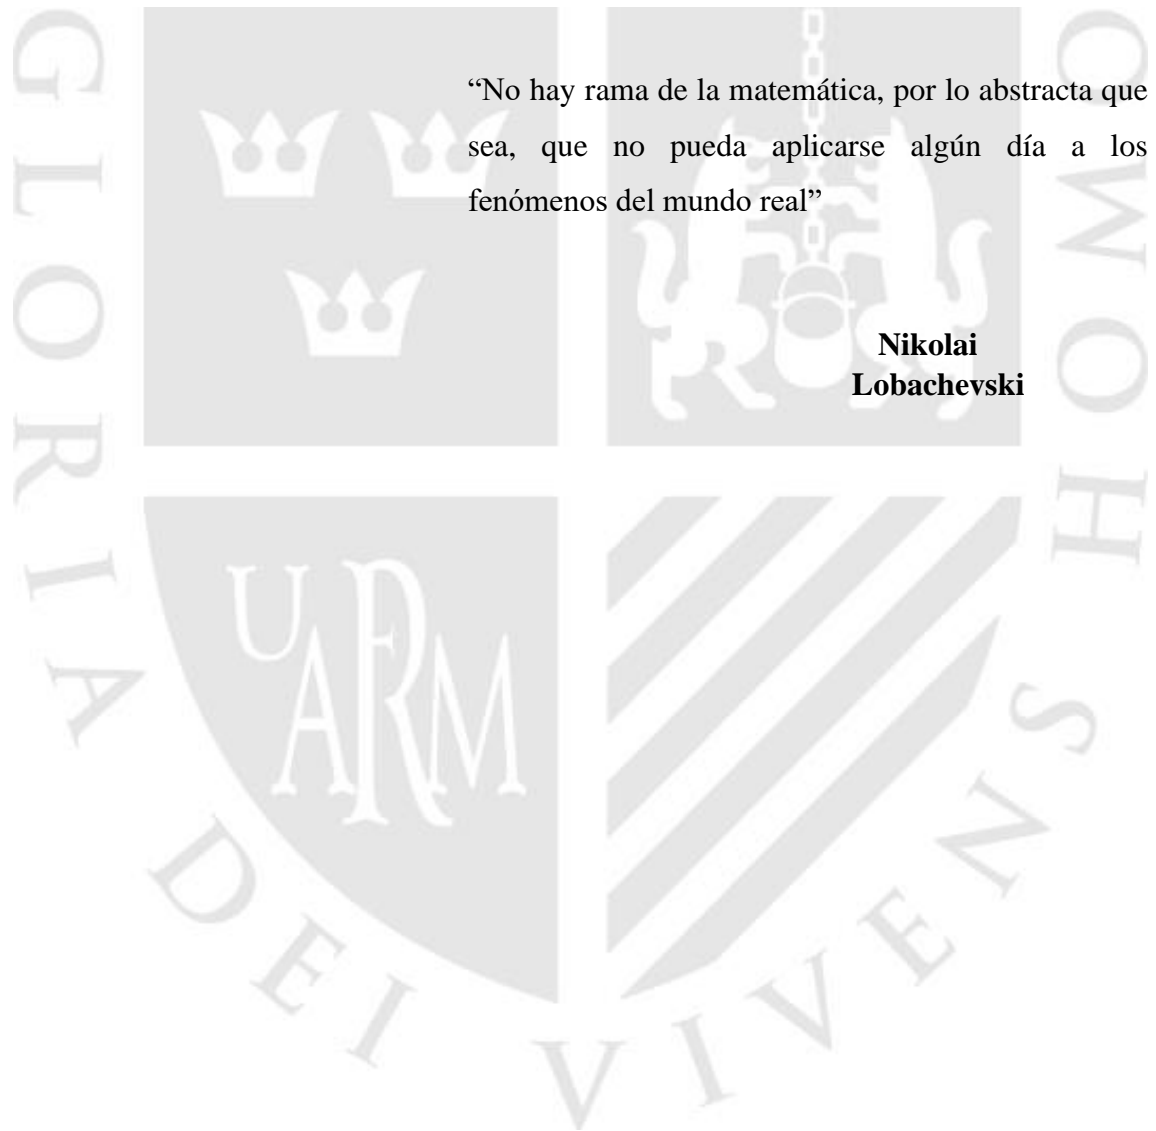 “No hay rama de la matemática, por lo abstracta que
sea, que no pueda aplicarse algún día a los
fenómenos del mundo real”
Nikolai
Lobachevski
GLORIA DEI VIVENS HOMO
UARM